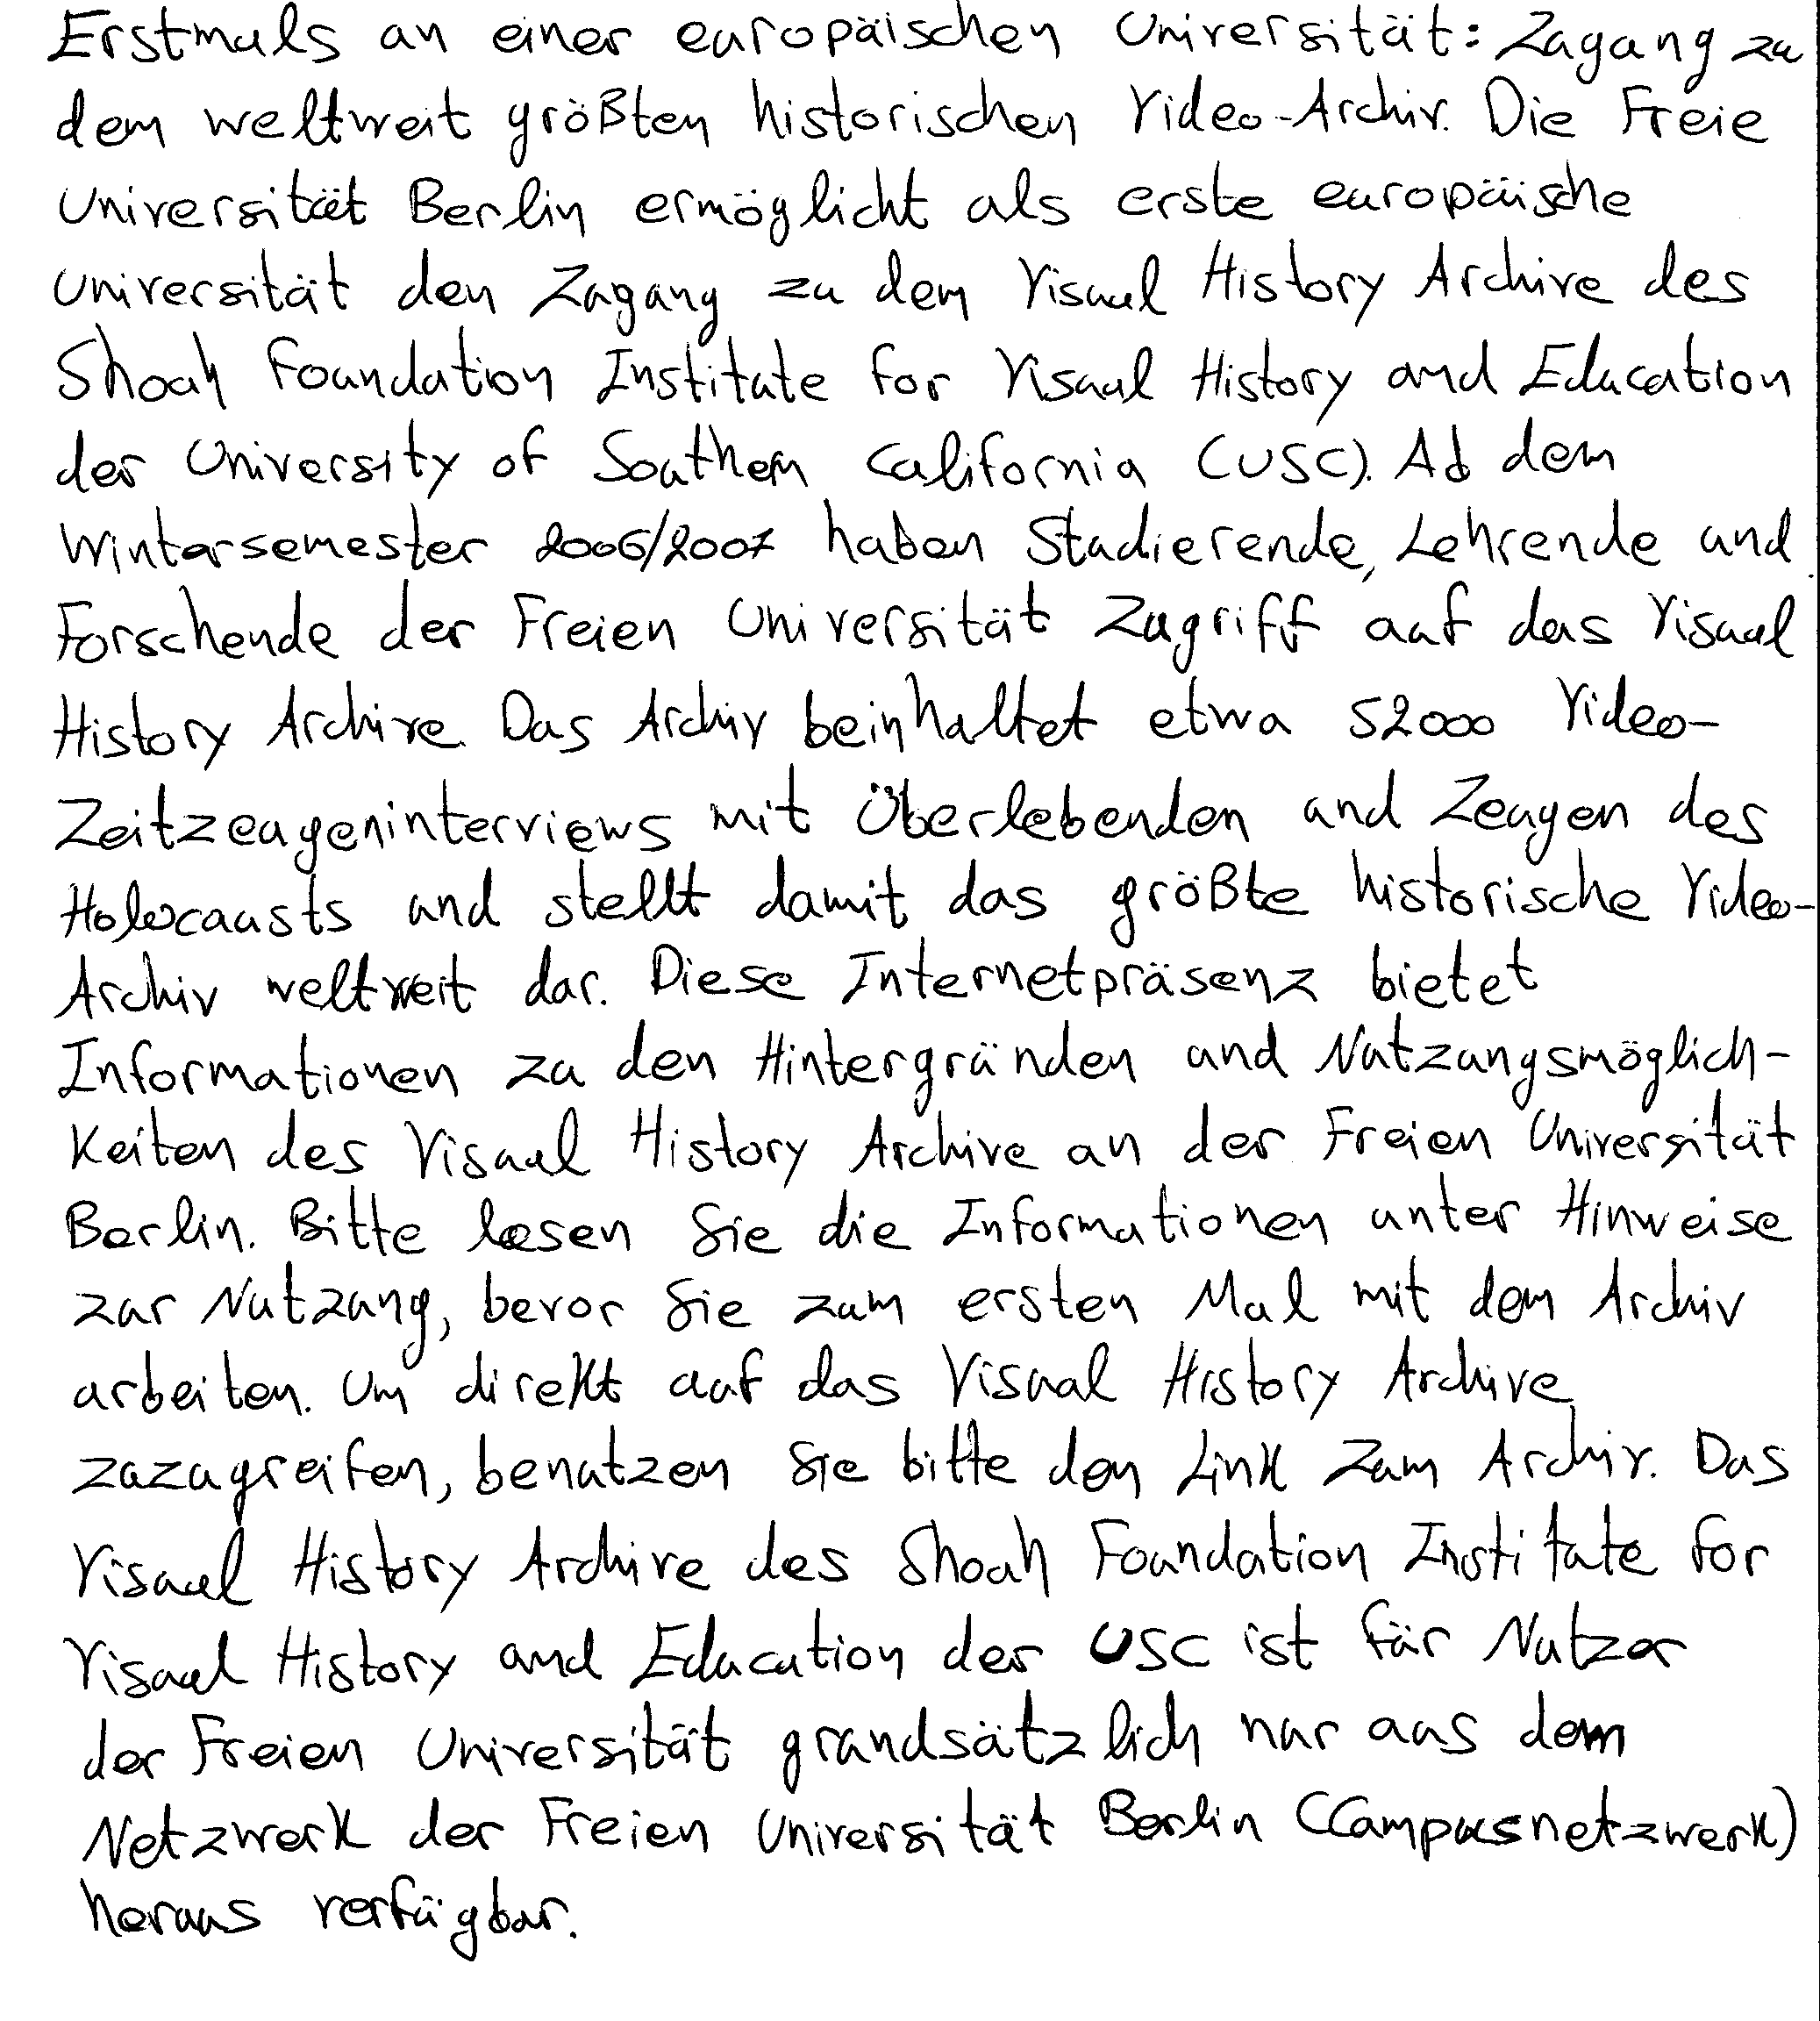 Erstmals an einer europäischen Universität: Zugang zu
dem weltweit größten historischen Video-Archiv. Die Freie
Universität Berlin ermöglicht als erste europäische
Universität den Zugang zu dem Visual History Archive des
Shoah Foundation Institute for Visual History and Education
der University of Southern California (USC). Ab dem
Wintersemester 2006/2007 haben Studierende, Lehrende und
Forschende der Freien Universität Zugriff auf das Visual
History Archive. Das Archiv beinhaltet etwa 52000 Video-
Zeitzeugeninterviews mit Überlebenden und Zeugen des
Holocausts und stellt damit das größte historische Video-
Archiv weltweit dar. Diese Internetpräsenz bietet
Informationen zu den Hintergründen und Nutzungsmöglich-
keiten des Visual History Archive an der Freien Universität
Berlin. Bitte lesen Sie die Informationen unter Hinweise
zur Nutzung, bevor Sie zum ersten Mal mit dem Archiv
arbeiten. Um direkt auf das Visual History Archive
zuzugreifen, benutzen Sie bitte den Link zum Archiv. Das
Visual History Archive des Shoah Foundation Institute for
Visual History and Education der USC ist für Nutzer
der Freien Universität grundsätzlich nur aus dem
Netzwerk der Freien Universität Berlin (Campusnetzwerk)
heraus verfügbar.